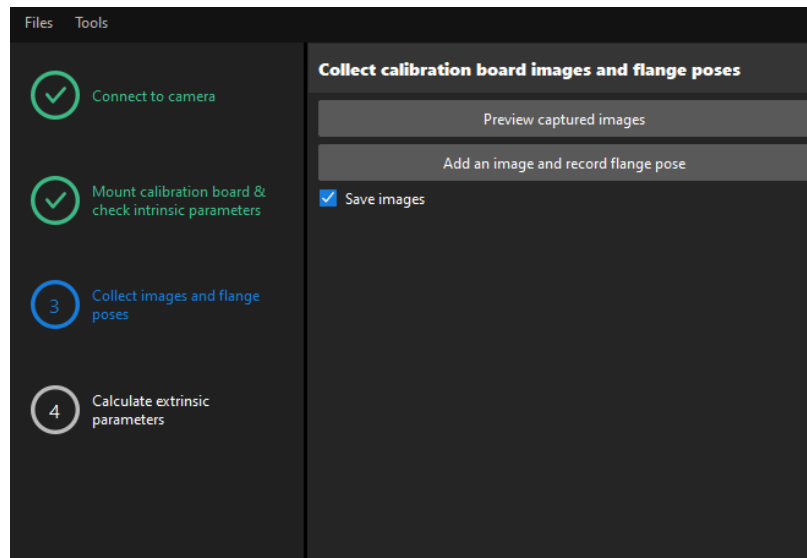 Files Tools
Connect to camera
Mount calibration board &
check intrinsic parameters
3
Collect images and flange
poses
4
Calculate extrinsic
parameters
Collect calibration board images and flange poses
Preview captured images
Add an image and record flange pose
Save images